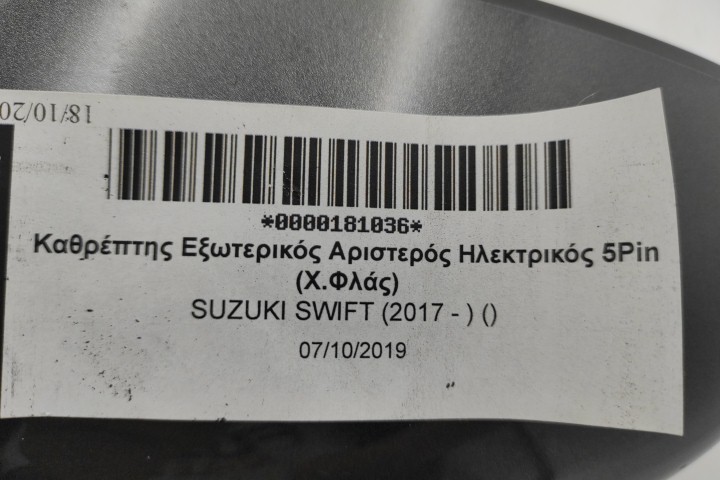 18/10/20
*0000181036*
Καθρέπτης Εξωτερικός Αριστερός Ηλεκτρικός 5Pin
(Χ.Φλάς)
SUZUKI SWIFT (2017 - ) ()
07/10/2019